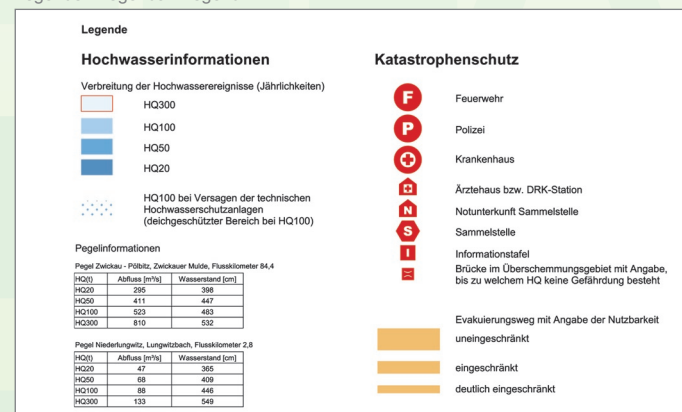 Legende
Hochwasserinformationen
Verbreitung der Hochwasserereignisse (Jährlichkeiten)
HQ300
HQ100
HQ50
HQ20
HQ100 bei Versagen der technischen
Hochwasserschutzanlagen
(deichgeschützter Bereich bei HQ100)
Pegelinformationen
Pegel Zwickau - Pölbitz, Zwickauer Mulde, Flusskilometer 84,4
HQ(t) Abfluss [m³/s] Wasserstand [cm]
HQ20 295 398
HQ50 411 447
HQ100 523 483
HQ300 810 532
Pegel Niederlungwitz, Lungwitzbach, Flusskilometer 2,8
HQ(t) Abfluss [m³/s] Wasserstand [cm]
HQ20 47 365
HQ50 68 409
HQ100 88 446
HQ300 133 549
Katastrophenschutz
F Feuerwehr
P Polizei
Krankenhaus
Ärztehaus bzw. DRK-Station
N Notunterkunft Sammelstelle
S Sammelstelle
I Informationstafel
Brücke im Überschemmungsgebiet mit Angabe,
bis zu welchem HQ keine Gefährdung besteht
Evakuierungsweg mit Angabe der Nutzbarkeit
uneingeschränkt
eingeschränkt
deutlich eingeschränkt